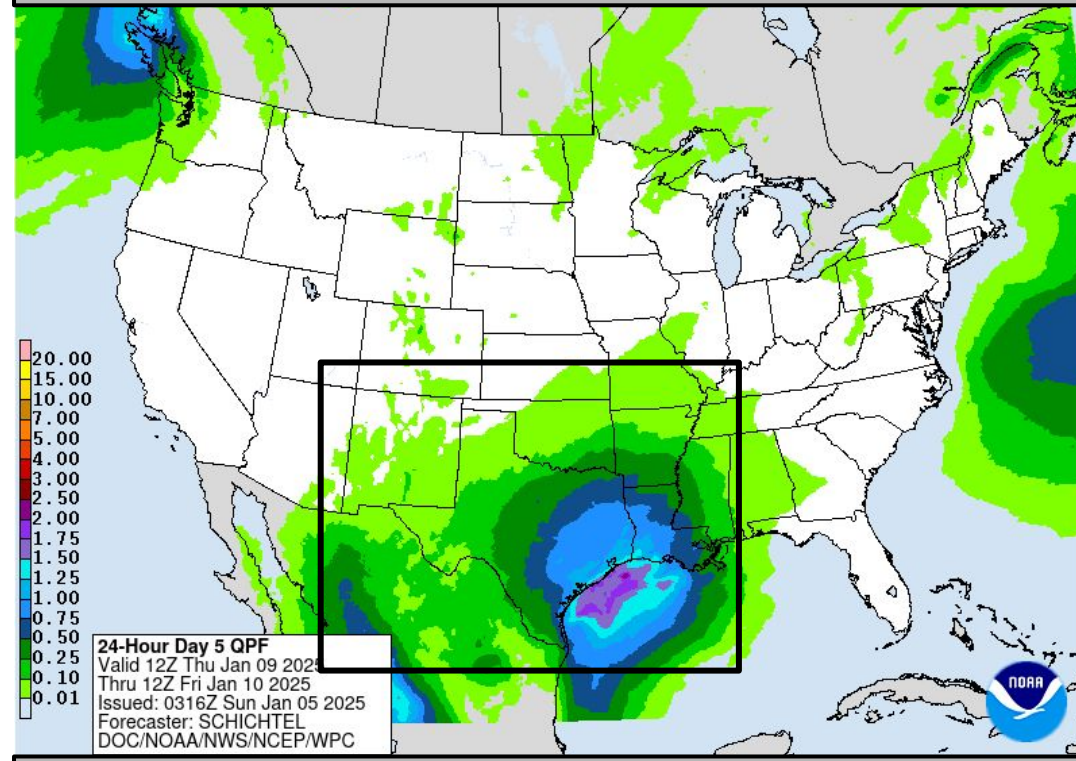 20.00
15.00
10.00
7.00
5.00
4.00
3.00
2.50
2.00
1.75
1.50
1.25
1.00
0.75
0.50
0.25
0.10
0.01
24-Hour Day 5 QPF
Valid 12Z Thu Jan 09 2025
Thru 12Z Fri Jan 10 2025
Issued: 0316Z Sun Jan 05 2025
Forecaster: SCHICHTEL
DOC/NOAA/NWS/NCEP/WPC
NOAA